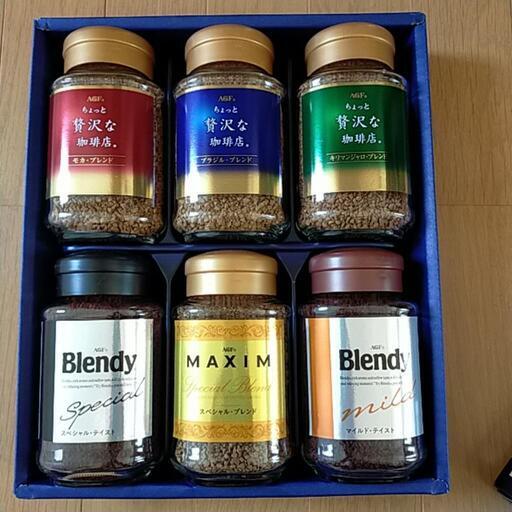 AGF's
ちょっと
贅沢な
珈琲店。
モカ・ブレンド
AGF's
ちょっと
贅沢な
珈琲店。
ブラジル・ブレンド
AGF's
ちょっと
贅沢な
珈琲店。
キリマンジャロ・ブレンド
AGF's
Blendy
Special
スペシャル・テイスト
AGF's
MAXIM
Special Blend
スペシャル・ブレンド
AGF's
Blendy
mild
マイルド・テイスト